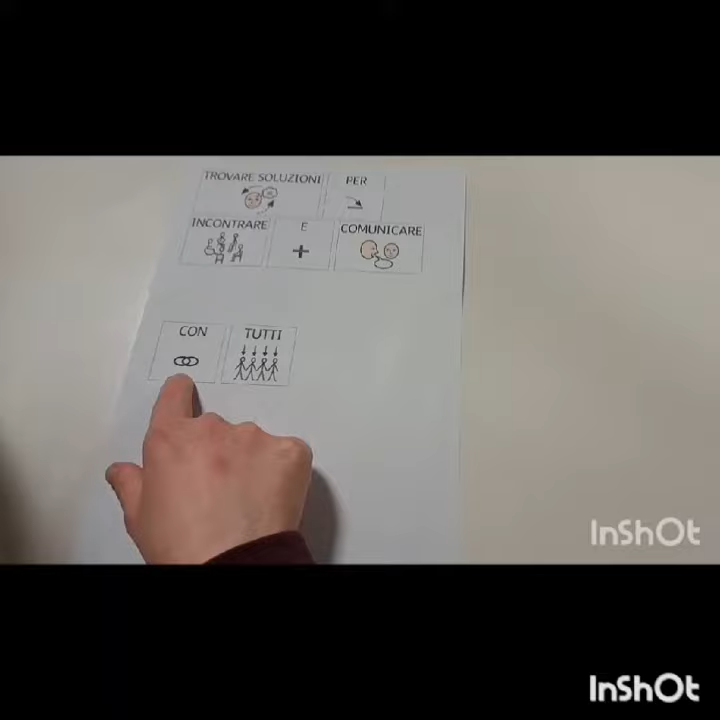 TROVARE SOLUZIONI PER
INCONTRARE E COMUNICARE
CON TUTTI
InShOt
InShOt